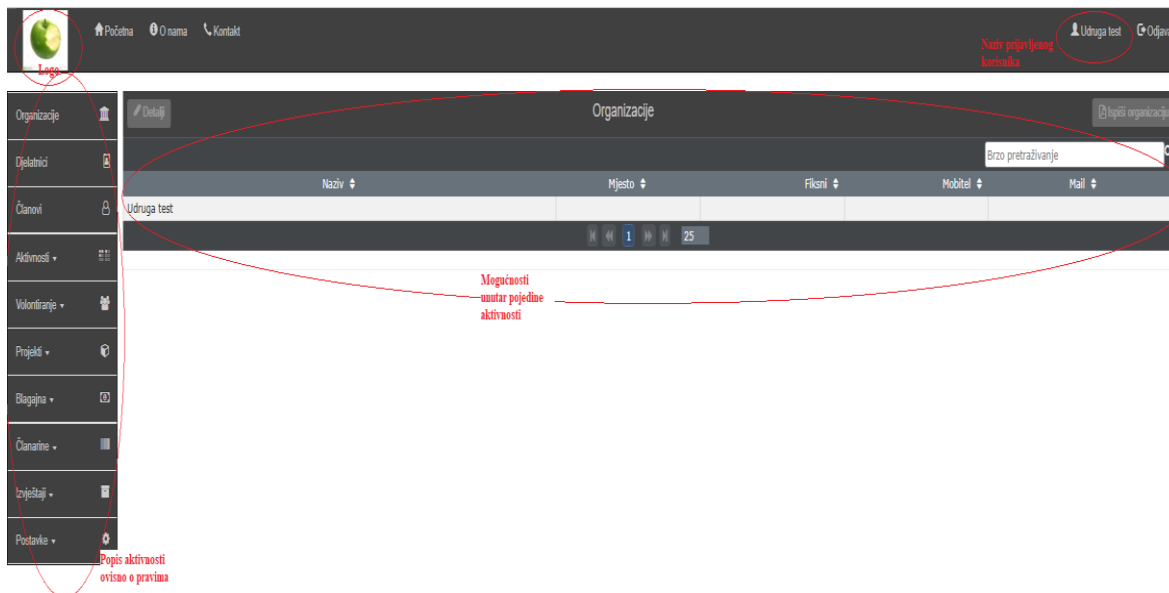 Početna O nama Kontakt Udruga test Odjava
Logo
Naziv prijavljenog
korisnika
Organizacije
Djelatnici
Članovi
Aktivnosti
Volontiranje
Projekti
Blagajna
Članarine
Izvještaji
Postavke
Detalji Organizacije Ispiši organizaciju
Brzo pretraživanje
Naziv Mjesto Fiksni Mobitel Mail
Udruga test
1 25
Mogućnosti
unutar pojedine
aktivnosti
Popis aktivnosti
ovisno o pravima